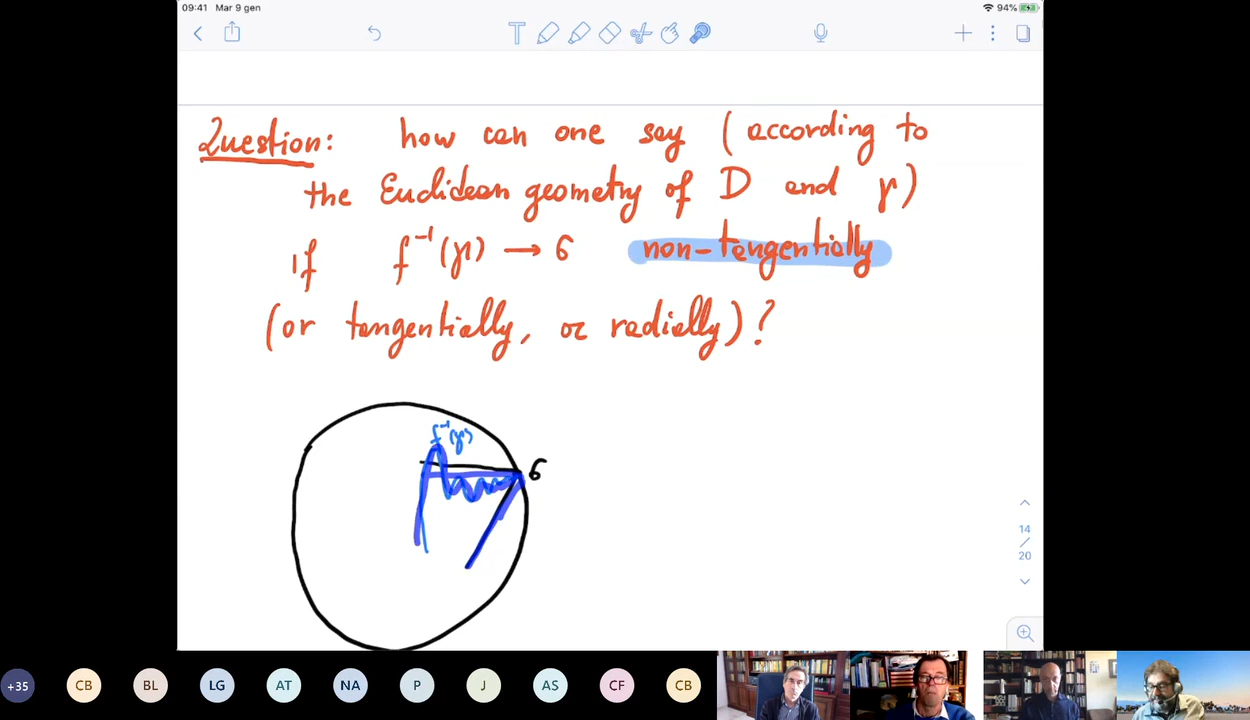 09:41 Mar 9 gen
94%
Question: how can one say (according to
the Euclidean geometry of D and γ)
if f⁻¹(γ) → σ non-tangentially
(or tangentially, or radially)?
f⁻¹(γ)
σ
14
/
20
+35 CB BL LG AT NA P J AS CF CB